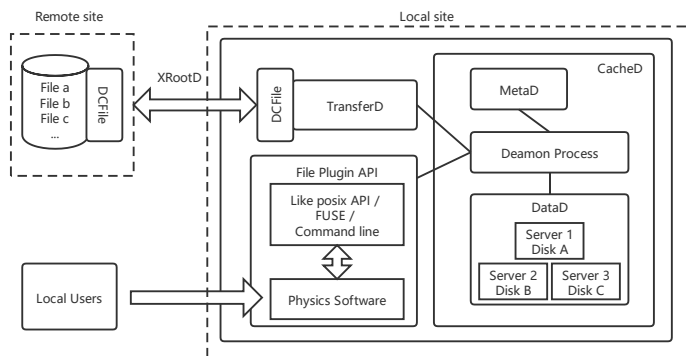 Remote site
Local site
File a
File b
File c
...
DCFile
XRootD
DCFile
TransferD
CacheD
MetaD
Deamon Process
DataD
Server 1
Disk A
Server 2
Disk B
Server 3
Disk C
File Plugin API
Like posix API /
FUSE /
Command line
Physics Software
Local Users